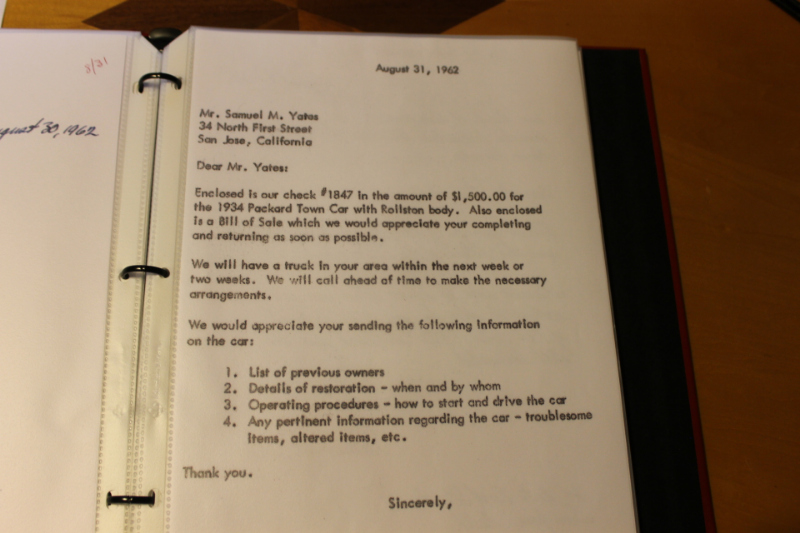 3/31
August 30, 1962
August 31, 1962
Mr. Samuel M. Yates
34 North First Street
San Jose, California
Dear Mr. Yates:
Enclosed is our check #1847 in the amount of $1,500.00 for
the 1934 Packard Town Car with Rollston body. Also enclosed
is a Bill of Sale which we would appreciate your completing
and returning as soon as possible.
We will have a truck in your area within the next week or
two weeks. We will call ahead of time to make the necessary
arrangements.
We would appreciate your sending the following information
on the car:
1. List of previous owners
2. Details of restoration - when and by whom
3. Operating procedures - how to start and drive the car
4. Any pertinent information regarding the car - troublesome
items, altered items, etc.
Thank you.
Sincerely,